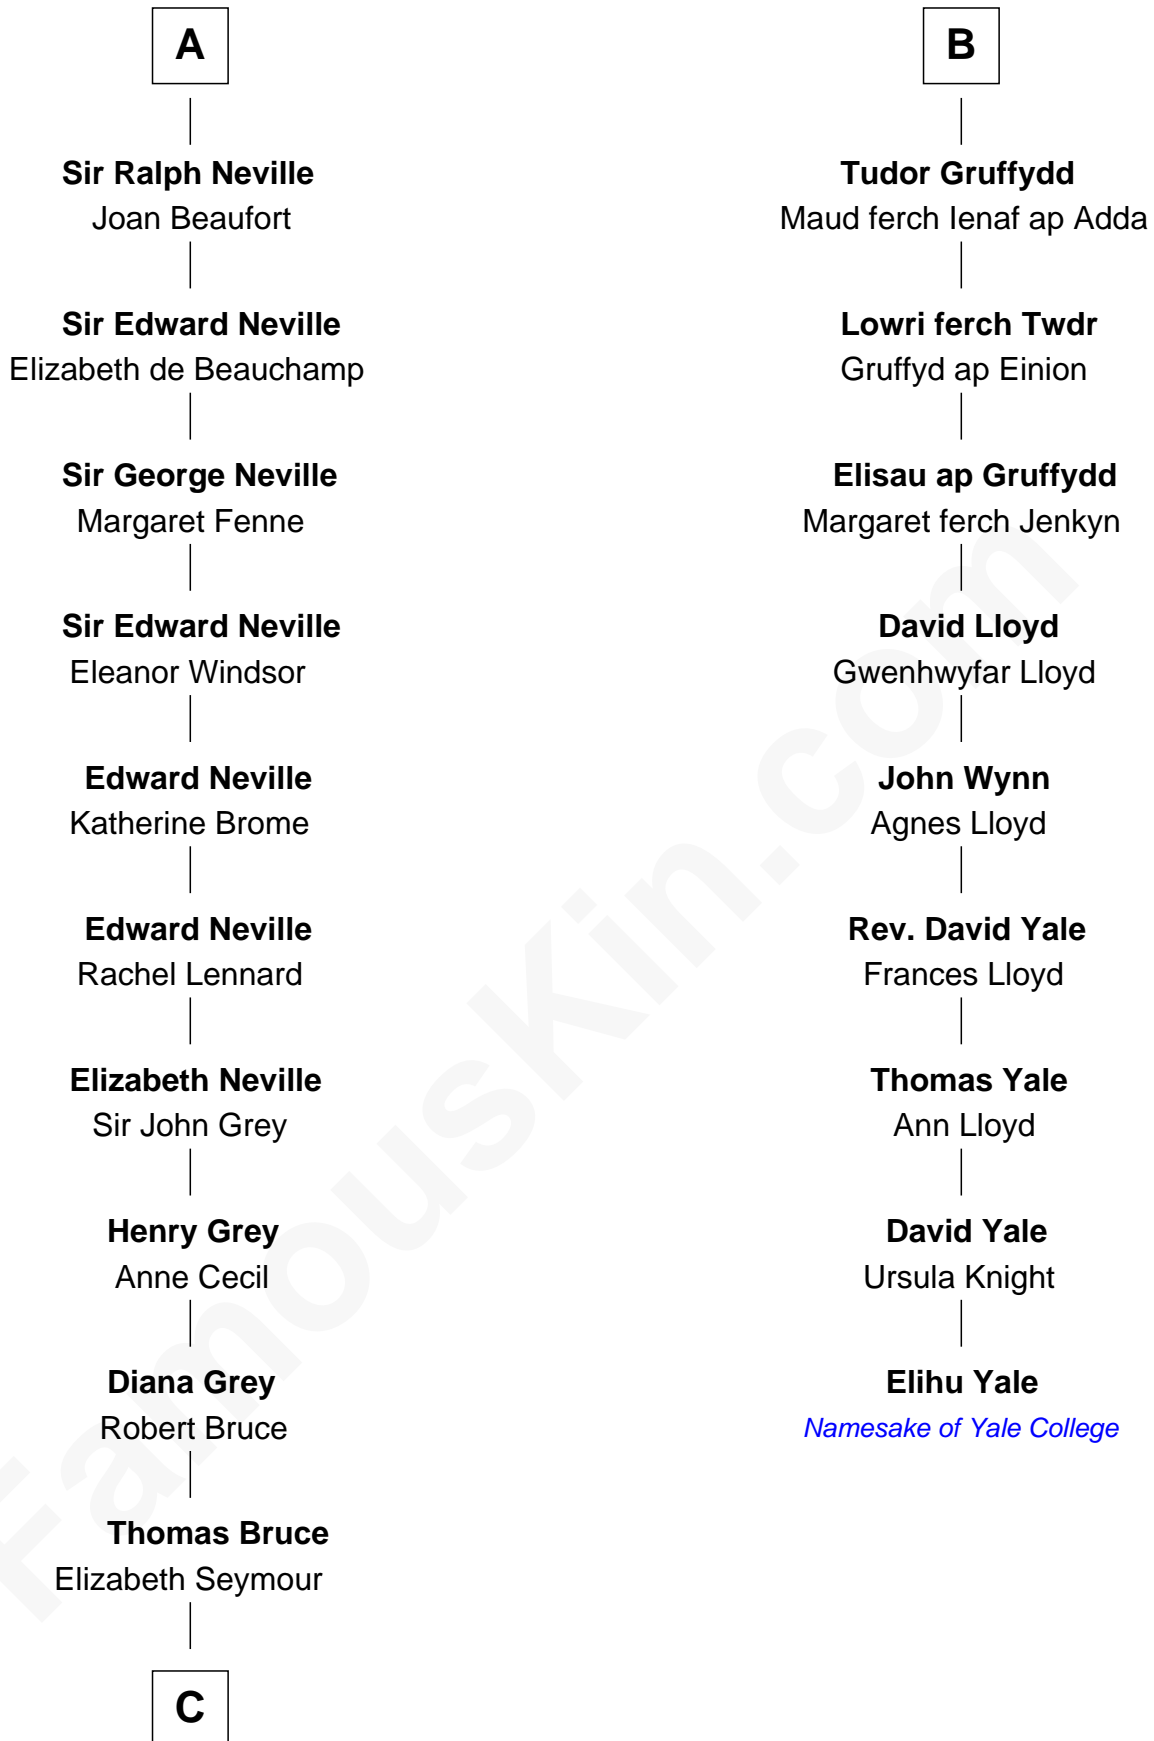 A
Sir Ralph Neville
Joan Beaufort
Sir Edward Neville
Elizabeth de Beauchamp
Sir George Neville
Margaret Fenne
Sir Edward Neville
Eleanor Windsor
Edward Neville
Katherine Brome
Edward Neville
Rachel Lennard
Elizabeth Neville
Sir John Grey
Henry Grey
Anne Cecil
Diana Grey
Robert Bruce
Thomas Bruce
Elizabeth Seymour
C
B
Tudor Gruffydd
Maud ferch Ienaf ap Adda
Lowri ferch Twdr
Gruffyd ap Einion
Elisau ap Gruffydd
Margaret ferch Jenkyn
David Lloyd
Gwenhwyfar Lloyd
John Wynn
Agnes Lloyd
Rev. David Yale
Frances Lloyd
Thomas Yale
Ann Lloyd
David Yale
Ursula Knight
Elihu Yale
Namesake of Yale College
FamousKin.com